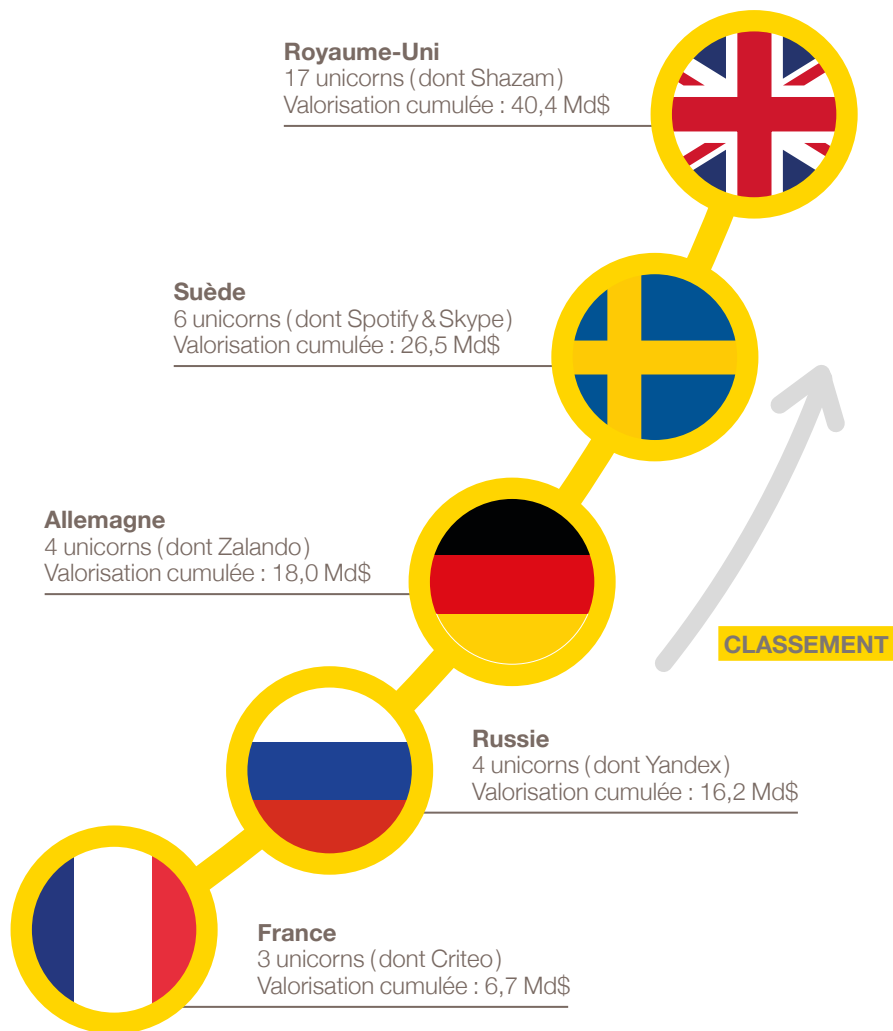 Royaume-Uni
17 unicorns (dont Shazam)
Valorisation cumulée : 40,4 Md$
Suède
6 unicorns (dont Spotify & Skype)
Valorisation cumulée : 26,5 Md$
Allemagne
4 unicorns (dont Zalando)
Valorisation cumulée : 18,0 Md$
CLASSEMENT
Russie
4 unicorns (dont Yandex)
Valorisation cumulée : 16,2 Md$
France
3 unicorns (dont Criteo)
Valorisation cumulée : 6,7 Md$